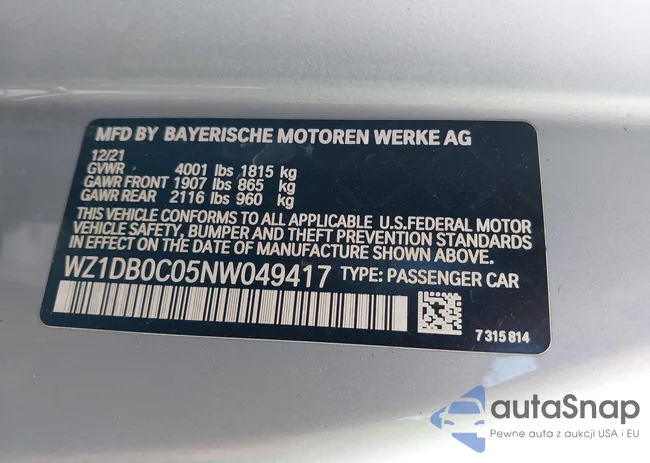 MFD BY BAYERISCHE MOTOREN WERKE AG
12/21
GVWR 4001 lbs 1815 kg
GAWR FRONT 1907 lbs 865 kg
GAWR REAR 2116 lbs 960 kg
THIS VEHICLE CONFORMS TO ALL APPLICABLE U.S.FEDERAL MOTOR
VEHICLE SAFETY, BUMPER AND THEFT PREVENTION STANDARDS
IN EFFECT ON THE DATE OF MANUFACTURE SHOWN ABOVE.
WZ1DB0C05NW049417 TYPE: PASSENGER CAR
7 315 814
autoSnap
Pewne auta z aukcji USA i EU